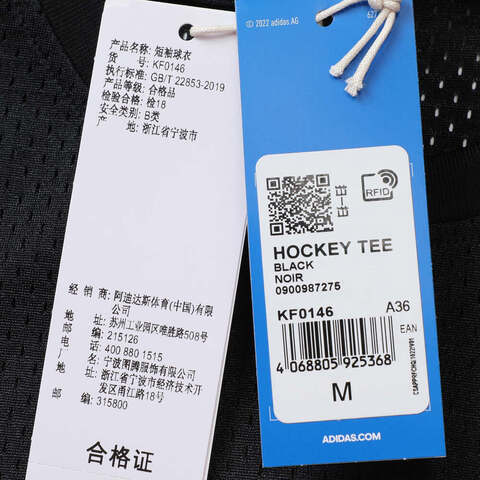 产品名称: 短袖球衣
货 号: KF0146
执行标准: GB/T 22853-2019
产品等级: 合格品
检验合格: 检18
安全类别: B类
产 地: 浙江省宁波市
经 销 商: 阿迪达斯体育(中国)有限
公司
地 址: 苏州工业园区唯胜路508号
邮 编: 215126
电 话: 400 880 1515
厂 名: 宁波图腾服饰有限公司
地 址: 浙江省宁波市经济技术开
发区甬江路18号
邮 编: 315800
合格证
© 2022 adidas AG
RFID
HOCKEY TEE
BLACK
NOIR
0900987275
KF0146 A36
EAN
4 068805 925368
M
ADIDAS.COM